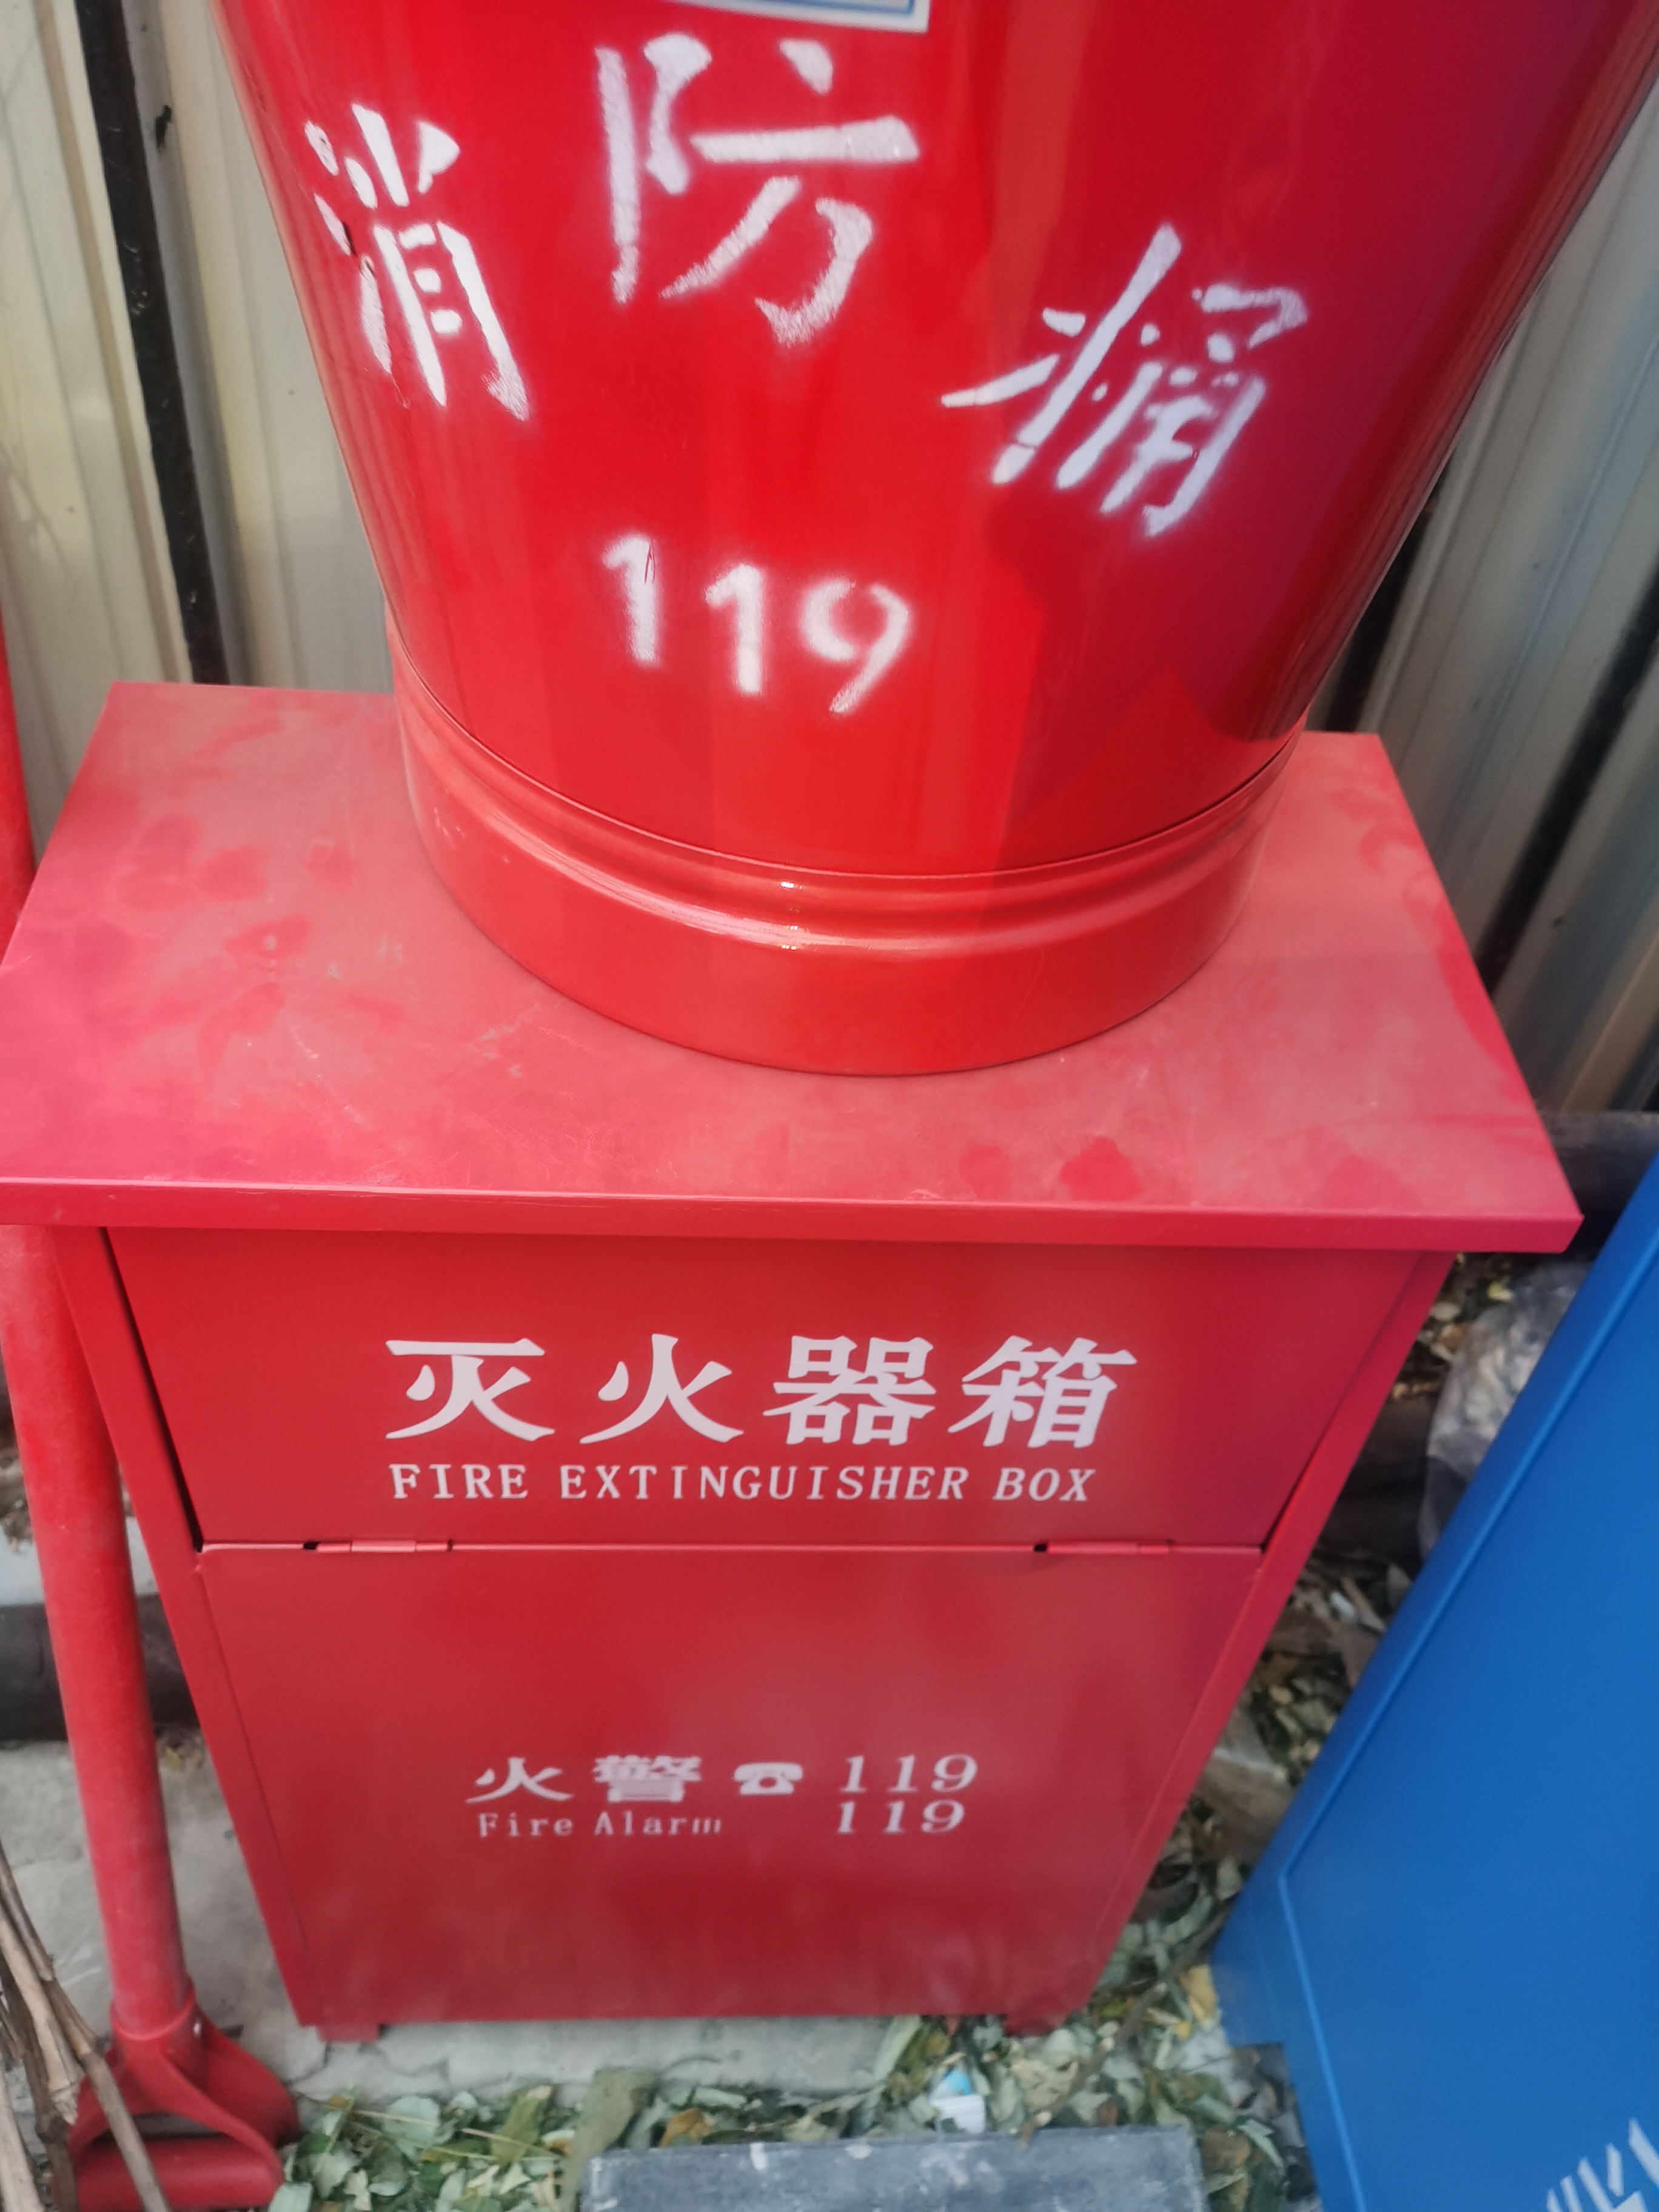 消防桶
119
灭火器箱
FIRE EXTINGUISHER BOX
火警 ☎ 119
Fire Alarm 119